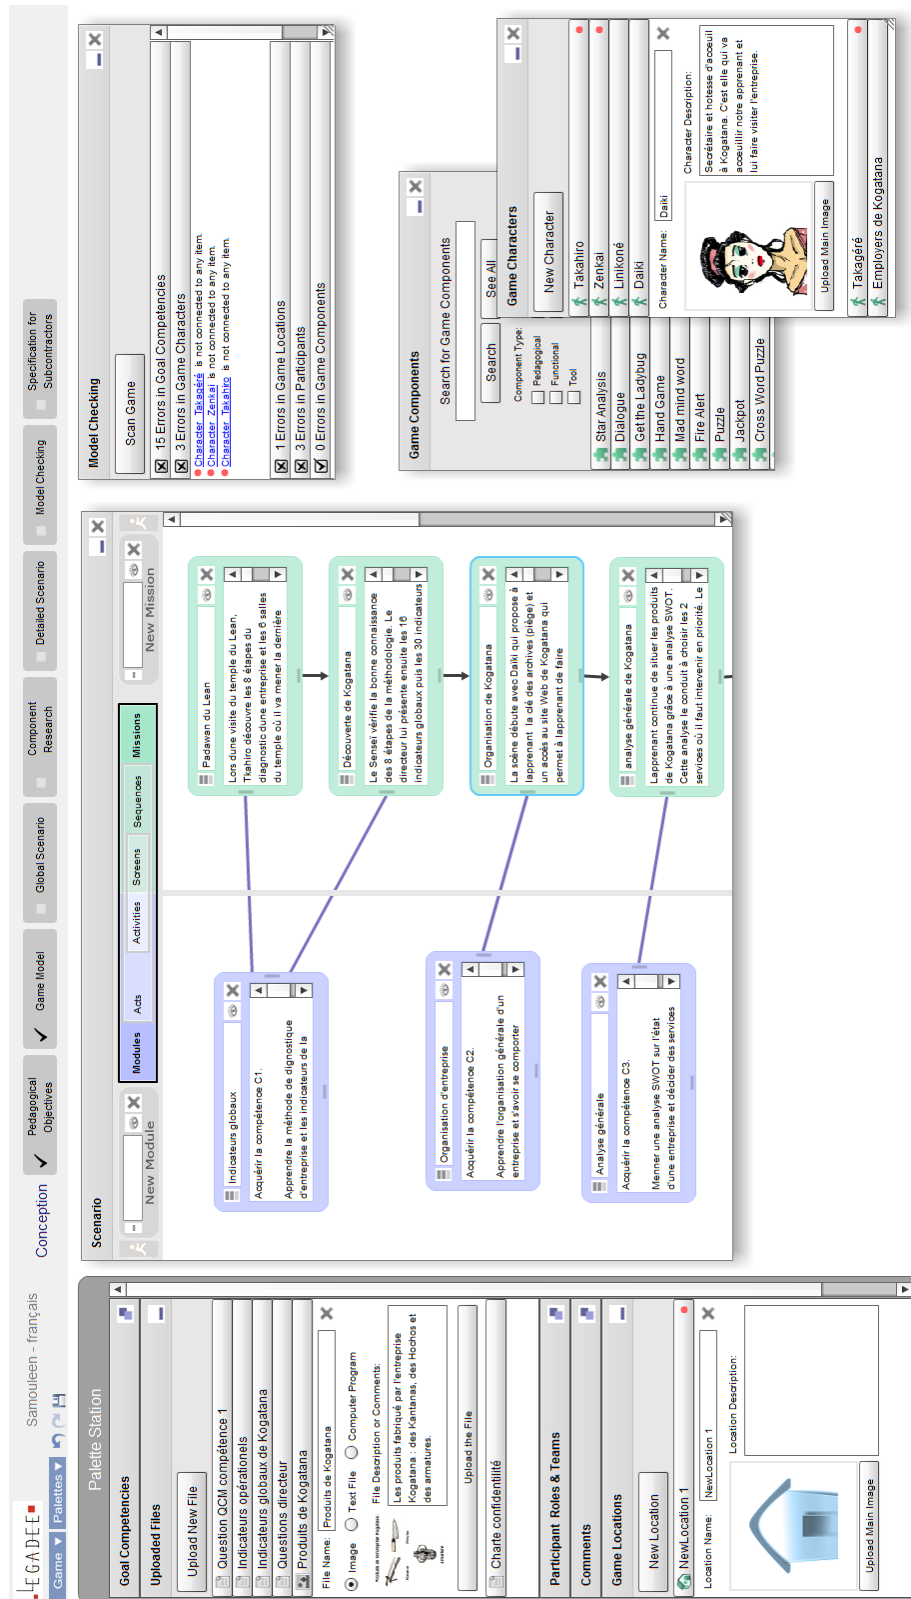 LEGADEE
Samouleen - français
Game
Palettes
Conception
Pedagogical
Objectives
Game Model
Global Scenario
Component
Research
Detailed Scenario
Model Checking
Specification for
Subcontractors
Palette Station
Goal Competencies
Uploaded Files
Upload New File
Question QCM compétence 1
Indicateurs opérationels
Indicateurs globaux de Kogatana
Questions directeur
Produits de Kogatana
File Name:
Produits de Kogatana
Image
Text File
Computer Program
File Description or Comments:
Les produits fabriqué par l'entreprise
Kogatana : des Kantanas, des Hochos et
des armatures.
Upload the File
Charte confidentilité
Participant Roles & Teams
Comments
Game Locations
New Location
NewLocation 1
Location Name:
NewLocation 1
Location Description:
Upload Main Image
Scenario
New Module
Modules
Acts
Activities
Screens
Sequences
Missions
New Mission
Indicateurs globaux
Acquérir la compétence C1.
Apprendre la méthode de dignostique
d'entreprise et les indicateurs de la
Organisation d'entreprise
Acquérir la compétence C2.
Apprendre l'organisation générale d'un
entreprise et s'avoir se comporter
Analyse générale
Acquérir la compétence C3.
Menner une analyse SWOT sur l'état
d'une entreprise et décider des services
Padawan du Lean
Lors dune visite du temple du Lean,
Tkahiro découvre les 8 étapes du
diagnostic doune entreprise et les 6 salles
du temple où il va mener la dernière
Découverte de Kogatana
Le Senseï vérifie la bonne connaissance
des 8 étapes de la méthodologie. Le
directeur lui présente ensuite les 16
indicateurs globaux puis les 30 indicateurs
Organisation de Kogatana
La scène débute avec Daiki qui propose à
lapprenant la clé des archives (piège) et
un accès au site Web de Kogatana qui
permet à lapprenant de faire
analyse générale de Kogatana
Lapprenant continue de situer les produits
de Kogatana grâce à une analyse SWOT.
Cette analyse le conduit à choisir les 2
services où il faut intervenir en priorité. Le
Model Checking
Scan Game
15 Errors in Goal Competencies
3 Errors in Game Characters
Character Takagéré is not connected to any item.
Character Zenkai is not connected to any item.
Character Takahiro is not connected to any item.
1 Errors in Game Locations
3 Errors in Participants
0 Errors in Game Components
Game Components
Search for Game Components
Search
See All
Component Type:
Pedagogical
Functional
Tool
Star Analysis
Dialogue
Get the Ladybug
Hand Game
Mad mind word
Fire Alert
Puzzle
Jackpot
Cross Word Puzzle
Game Characters
New Character
Takahiro
Zenkai
Linikoné
Daiki
Character Name:
Daiki
Character Description:
Secrétaire et hotesse d'acceuil
à Kogatana. C'est elle qui va
acceuillir notre apprenant et
lui faire visiter l'entreprise.
Upload Main Image
Takagéré
Employers de Kogatana